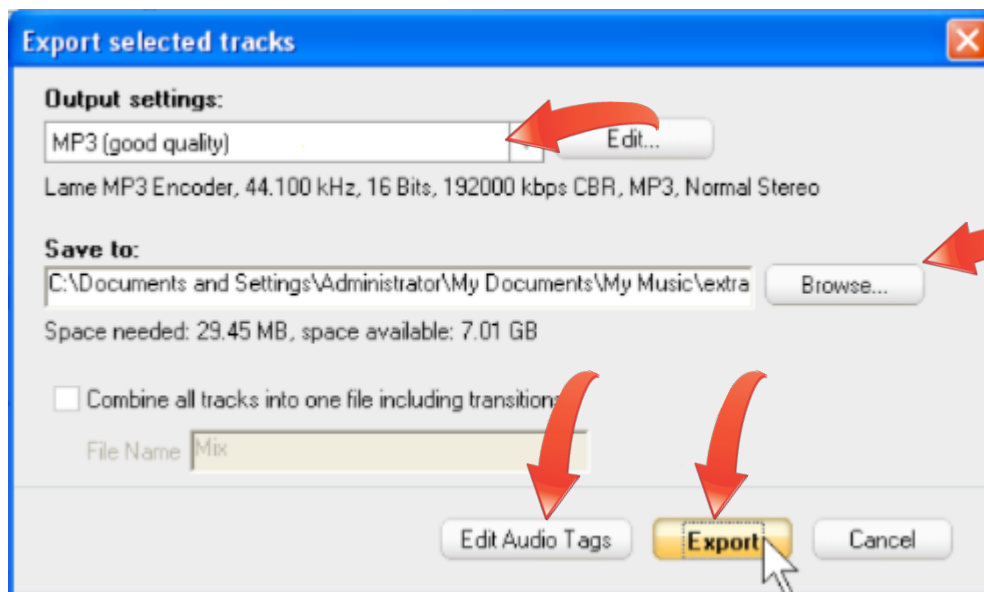 Export selected tracks
Output settings:
MP3 (good quality)
Edit...
Lame MP3 Encoder, 44.100 kHz, 16 Bits, 192000 kbps CBR, MP3, Normal Stereo
Save to:
C:\Documents and Settings\Administrator\My Documents\My Music\extra
Browse...
Space needed: 29.45 MB, space available: 7.01 GB
Combine all tracks into one file including transitions
File Name
Mix
Edit Audio Tags
Export
Cancel